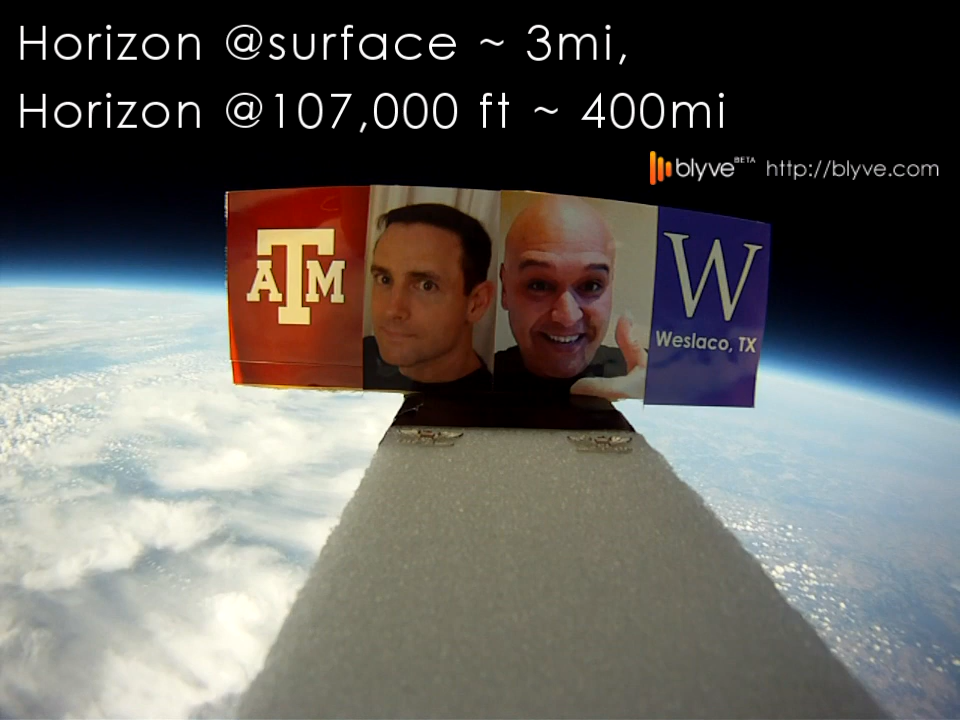 Horizon @surface ~ 3mi,
Horizon @107,000 ft ~ 400mi
blyve BETA http://blyve.com
ATM
W
Weslaco, TX